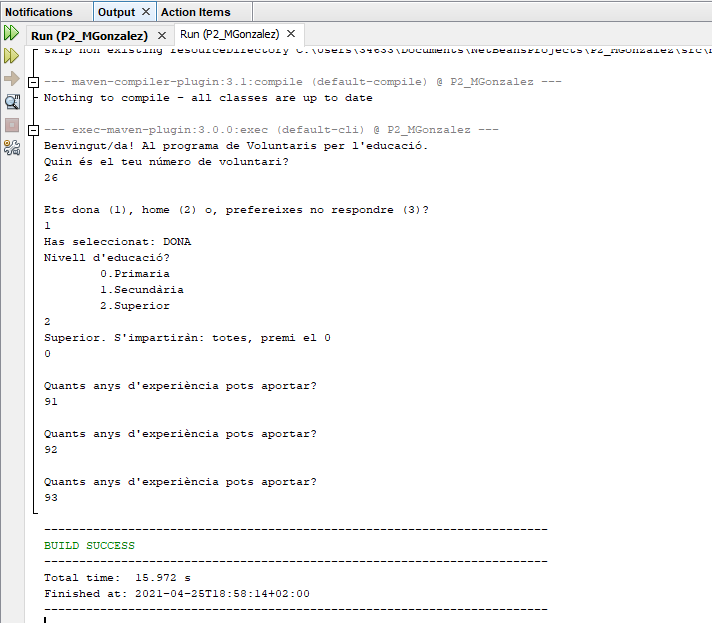 Notifications Output × Action Items
Run (P2_MGonzalez) × Run (P2_MGonzalez) ×
skip non existing resourceDirectory C:\Users\34633\Documents\NetBeansProjects\P2_MGonzalez\src\
--- maven-compiler-plugin:3.1:compile (default-compile) @ P2_MGonzalez ---
Nothing to compile - all classes are up to date
--- exec-maven-plugin:3.0.0:exec (default-cli) @ P2_MGonzalez ---
Benvingut/da! Al programa de Voluntaris per l'educació.
Quin és el teu número de voluntari?
26
Ets dona (1), home (2) o, prefereixes no respondre (3)?
1
Has seleccionat: DONA
Nivell d'educació?
0.Primaria
1.Secundària
2.Superior
2
Superior. S'impartiràn: totes, premi el 0
0
Quants anys d'experiència pots aportar?
91
Quants anys d'experiència pots aportar?
92
Quants anys d'experiència pots aportar?
93
------------------------------------------------------------------------
BUILD SUCCESS
------------------------------------------------------------------------
Total time:  15.972 s
Finished at: 2021-04-25T18:58:14+02:00
------------------------------------------------------------------------